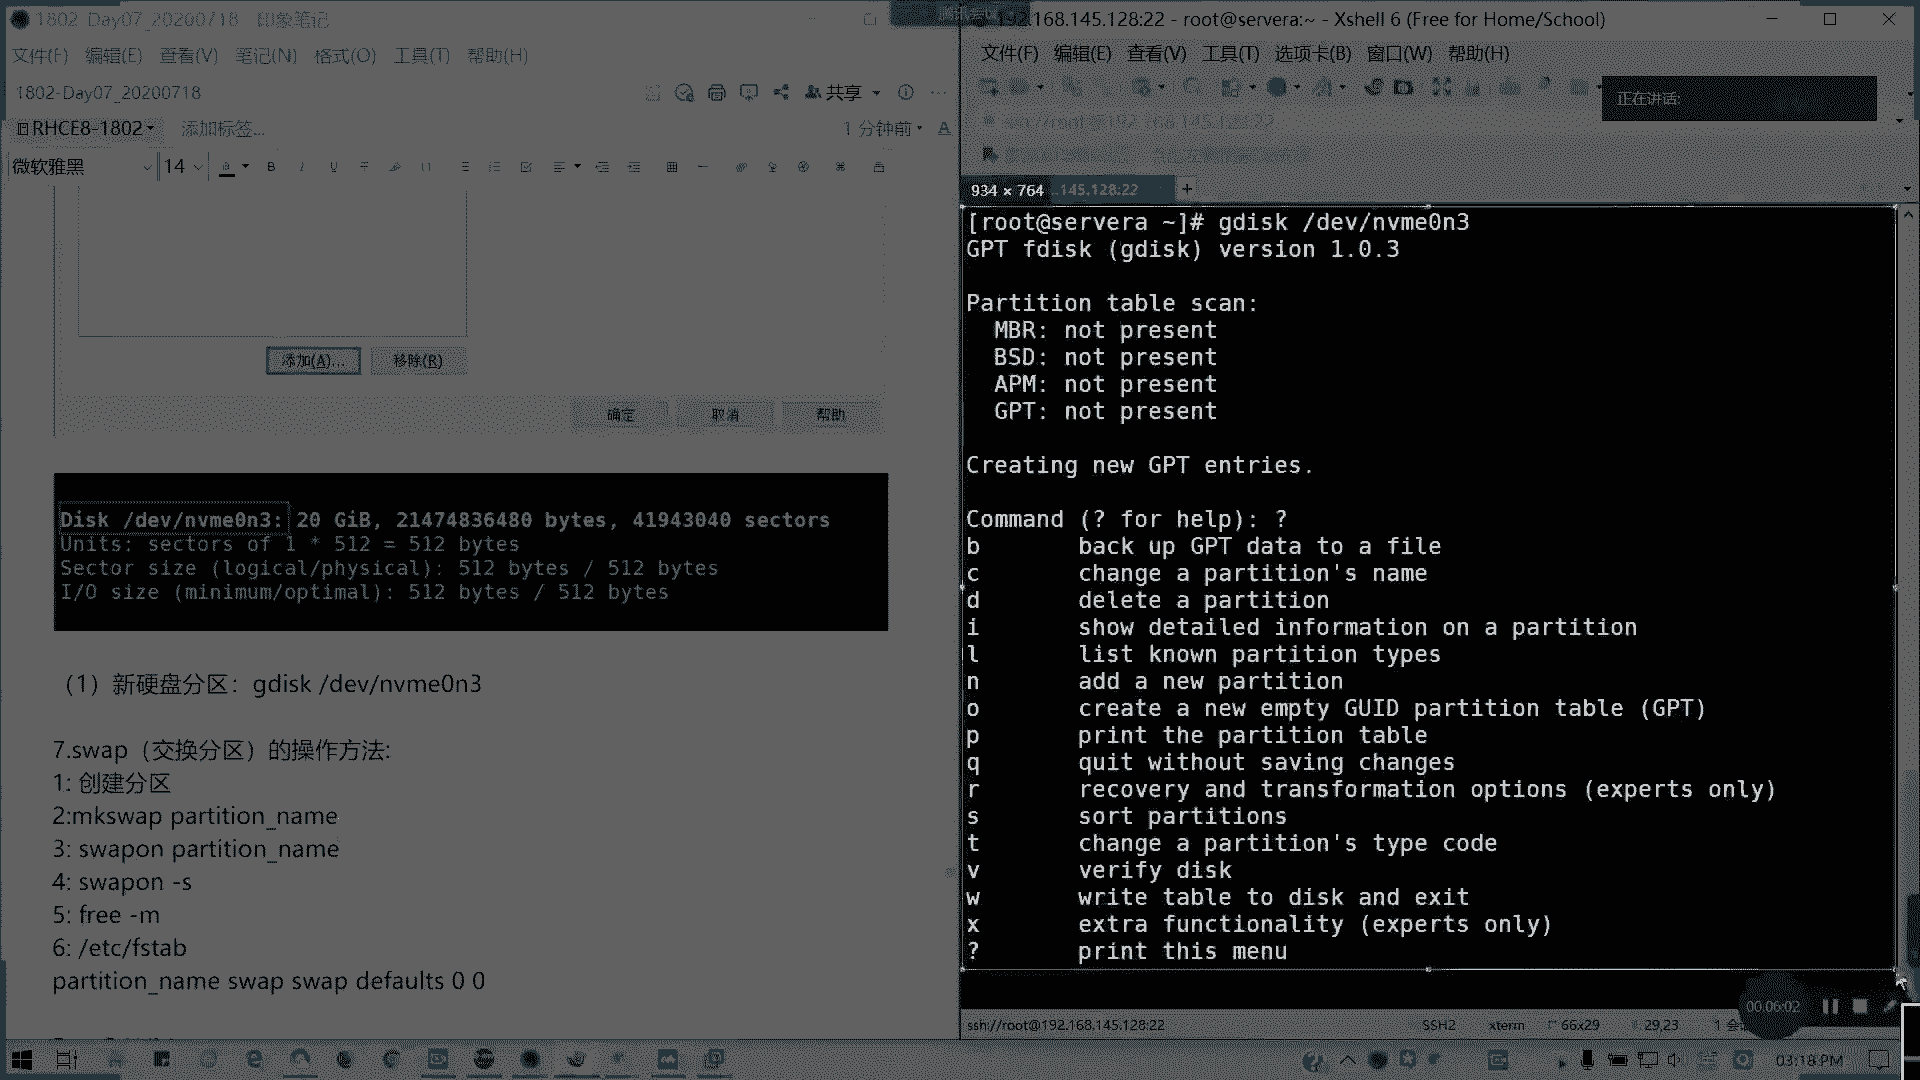 1802-Day07_20200718 - 印象笔记
文件(F) 编辑(E) 查看(V) 笔记(N) 格式(O) 工具(T) 帮助(H)
1802-Day07_20200718
共享
RHCE8-1802
添加标签...
1 分钟前
微软雅黑
14
添加(A)...
移除(R)
确定
取消
帮助
Disk /dev/nvme0n3: 20 GiB, 21474836480 bytes, 41943040 sectors
Units: sectors of 1 * 512 = 512 bytes
Sector size (logical/physical): 512 bytes / 512 bytes
I/O size (minimum/optimal): 512 bytes / 512 bytes
（1）新硬盘分区：gdisk /dev/nvme0n3
7.swap（交换分区）的操作方法:
1: 创建分区
2:mkswap partition_name
3: swapon partition_name
4: swapon -s
5: free -m
6: /etc/fstab
partition_name swap swap defaults 0 0
192.168.145.128:22 - root@servera:~ - Xshell 6 (Free for Home/School)
文件(F) 编辑(E) 查看(V) 工具(T) 选项卡(B) 窗口(W) 帮助(H)
正在讲话:
ssh://root@192.168.145.128:22
934 × 764
145.128:22
[root@servera ~]# gdisk /dev/nvme0n3
GPT fdisk (gdisk) version 1.0.3
Partition table scan:
MBR: not present
BSD: not present
APM: not present
GPT: not present
Creating new GPT entries.
Command (? for help): ?
b back up GPT data to a file
c change a partition's name
d delete a partition
i show detailed information on a partition
l list known partition types
n add a new partition
o create a new empty GUID partition table (GPT)
p print the partition table
q quit without saving changes
r recovery and transformation options (experts only)
s sort partitions
t change a partition's type code
v verify disk
w write table to disk and exit
x extra functionality (experts only)
? print this menu
00:06:02
ssh://root@192.168.145.128:22
SSH2
xterm
66x29
29,23
03:18 PM